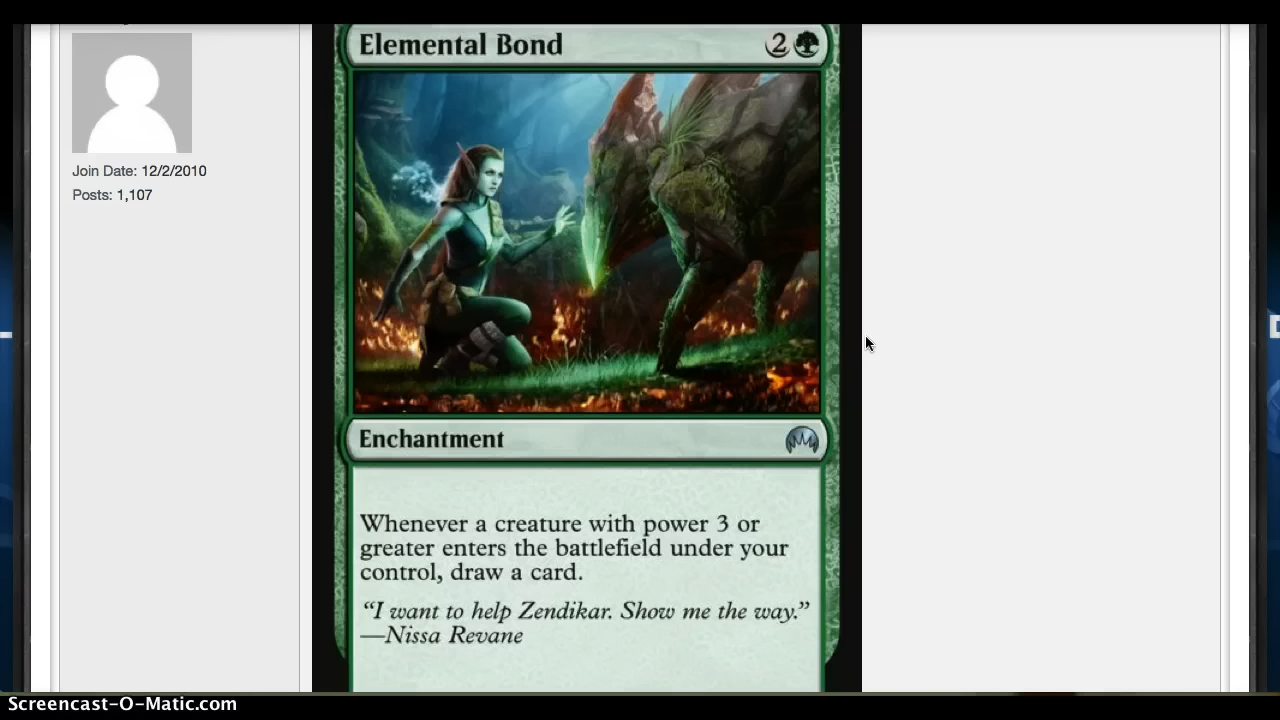 Elemental Bond 2
Join Date: 12/2/2010
Posts: 1,107
Enchantment
Whenever a creature with power 3 or
greater enters the battlefield under your
control, draw a card.
“I want to help Zendikar. Show me the way.”
—Nissa Revane
Screencast-O-Matic.com